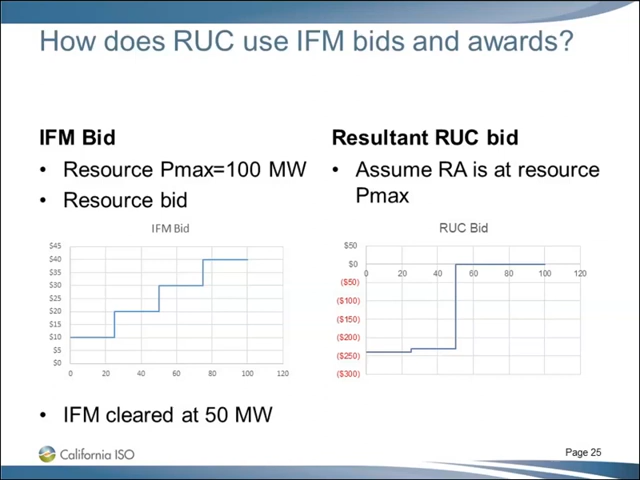 How does RUC use IFM bids and awards?
IFM Bid
• Resource Pmax=100 MW
• Resource bid
IFM Bid
$45
$40
$35
$30
$25
$20
$15
$10
$5
$0
0 20 40 60 80 100 120
• IFM cleared at 50 MW
Resultant RUC bid
• Assume RA is at resource
Pmax
RUC Bid
$50
$0
0 20 40 60 80 100 120
($50)
($100)
($150)
($200)
($250)
($300)
California ISO
Page 25